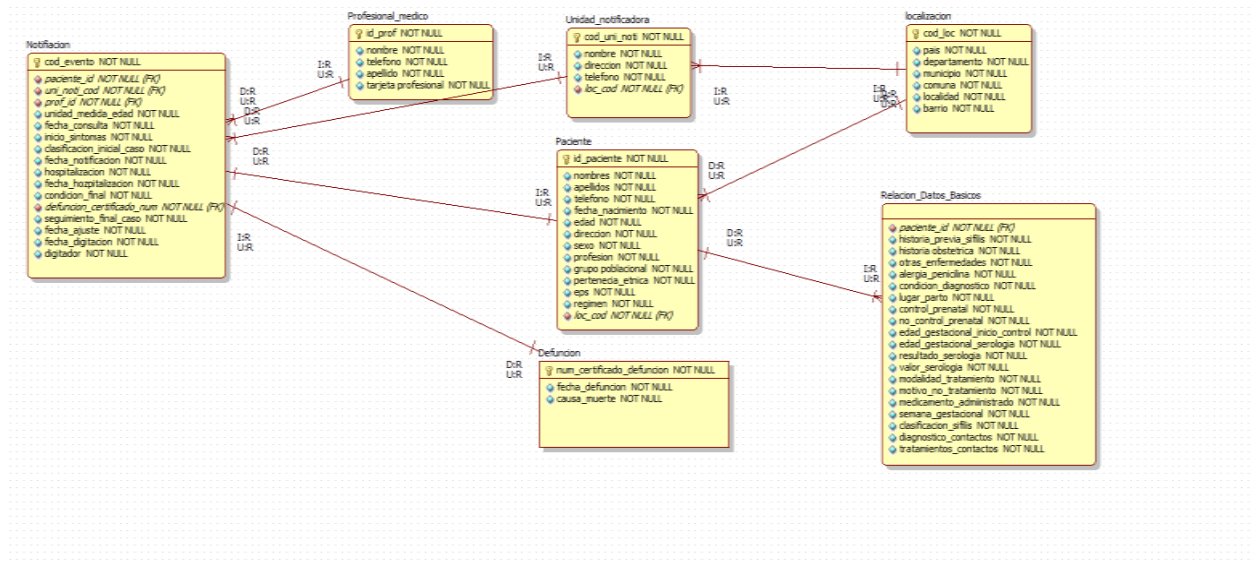 Notifiacion
cod_evento NOT NULL
paciente_id NOT NULL (FK)
uni_noti_cod NOT NULL (FK)
prof_id NOT NULL (FK)
unidad_medida_edad NOT NULL
fecha_consulta NOT NULL
inicio_sintomas NOT NULL
clasificacion_inicial_caso NOT NULL
fecha_notificacion NOT NULL
hospitalizacion NOT NULL
fecha_hozpitalizacion NOT NULL
condicion_final NOT NULL
defuncion_certificado_num NOT NULL (FK)
seguimiento_final_caso NOT NULL
fecha_ajuste NOT NULL
fecha_digitacion NOT NULL
digitador NOT NULL
Profesional_medico
id_prof NOT NULL
nombre NOT NULL
telefono NOT NULL
apellido NOT NULL
tarjeta profesional NOT NULL
Unidad_notificadora
cod_uni_noti NOT NULL
nombre NOT NULL
direccion NOT NULL
telefono NOT NULL
loc_cod NOT NULL (FK)
localizacion
cod_loc NOT NULL
pais NOT NULL
departamento NOT NULL
municipio NOT NULL
comuna NOT NULL
localidad NOT NULL
barrio NOT NULL
Paciente
id_paciente NOT NULL
nombres NOT NULL
apellidos NOT NULL
telefono NOT NULL
fecha_nacimiento NOT NULL
edad NOT NULL
direccion NOT NULL
sexo NOT NULL
profesion NOT NULL
grupo poblacional NOT NULL
pertenecia_etnica NOT NULL
eps NOT NULL
regimen NOT NULL
loc_cod NOT NULL (FK)
Relacion_Datos_Basicos
paciente_id NOT NULL (FK)
historia_previa_sifilis NOT NULL
historia obstetrica NOT NULL
otras_enfermedades NOT NULL
alergia_penicilina NOT NULL
condicion_diagnostico NOT NULL
lugar_parto NOT NULL
control_prenatal NOT NULL
no_control_prenatal NOT NULL
edad_gestacional_inicio_control NOT NULL
edad_gestacional_serologia NOT NULL
resultado_serologia NOT NULL
valor_serologia NOT NULL
modalidad_tratamiento NOT NULL
motivo_no_tratamiento NOT NULL
medicamento_administrado NOT NULL
semana_gestacional NOT NULL
clasificacion_sifilis NOT NULL
diagnostico_contactos NOT NULL
tratamientos_contactos NOT NULL
Defuncion
num_certificado_defuncion NOT NULL
fecha_defuncion NOT NULL
causa_muerte NOT NULL
I:R
U:R
D:R
U:R
D:R
U:R
I:R
U:R
I:R
U:R
I:R
U:R
D:R
U:R
D:R
U:R
I:R
U:R
D:R
U:R
D:R
U:R
I:R
U:R
I:R
U:R
D:R
U:R